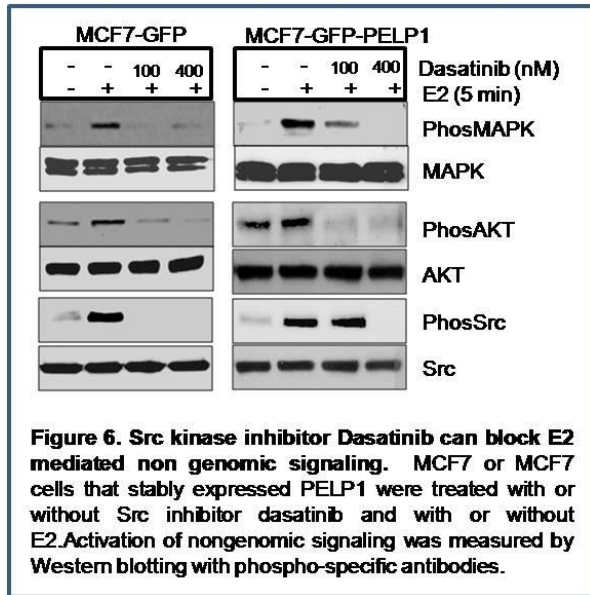 MCF7-GFP MCF7-GFP-PELP1
- - 100 400 - - 100 400 Dasatinib (nM)
- + + + - + + + E2 (5 min)
PhosMAPK
MAPK
PhosAKT
AKT
PhosSrc
Src
Figure 6. Src kinase inhibitor Dasatinib can block E2
mediated non genomic signaling. MCF7 or MCF7
cells that stably expressed PELP1 were treated with or
without Src inhibitor dasatinib and with or without
E2.Activation of nongenomic signaling was measured by
Western blotting with phospho-specific antibodies.